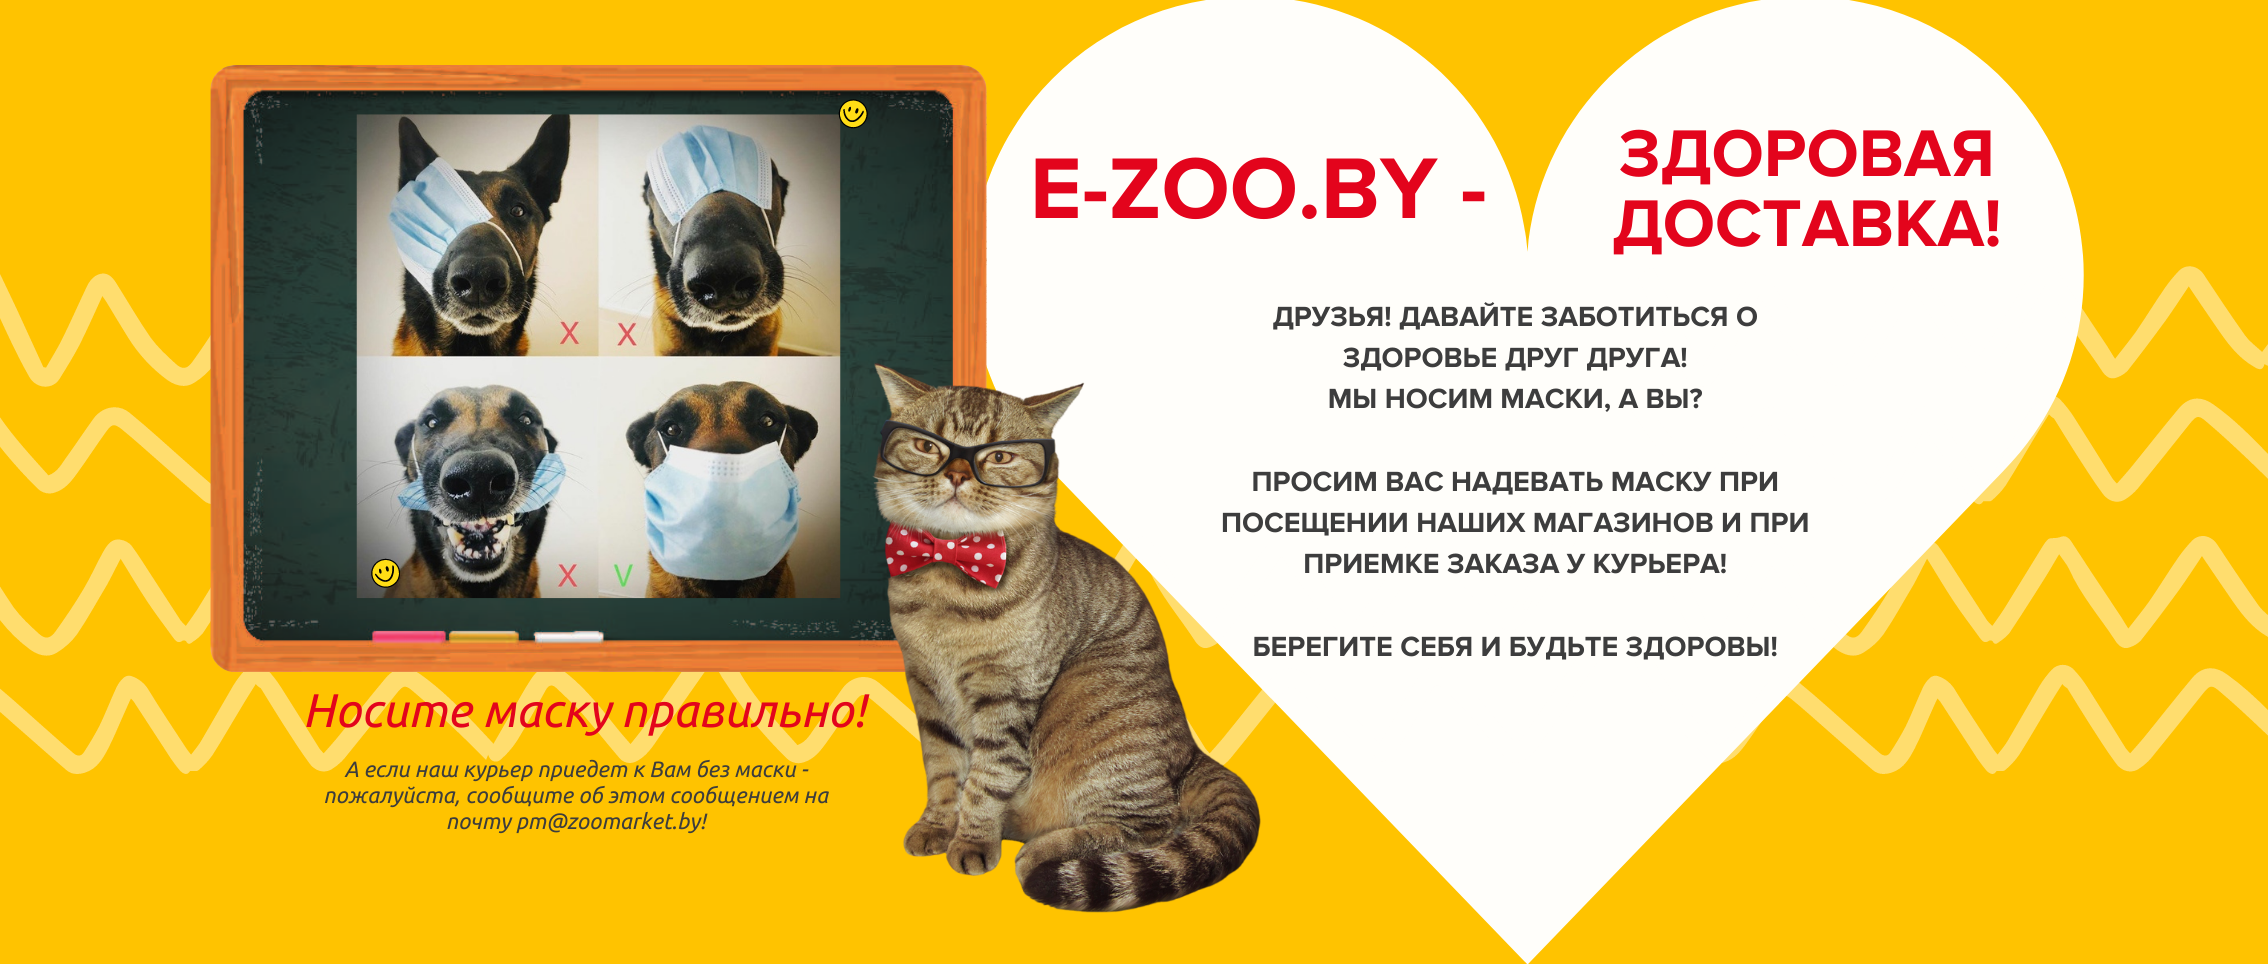 X
X
X
V
Носите маску правильно!
А если наш курьер приедет к Вам без маски -
пожалуйста, сообщите об этом сообщением на
почту pm@zoomarket.by!
E-ZOO.BY -
ЗДОРОВАЯ
ДОСТАВКА!
ДРУЗЬЯ! ДАВАЙТЕ ЗАБОТИТЬСЯ О
ЗДОРОВЬЕ ДРУГ ДРУГА!
МЫ НОСИМ МАСКИ, А ВЫ?
ПРОСИМ ВАС НАДЕВАТЬ МАСКУ ПРИ
ПОСЕЩЕНИИ НАШИХ МАГАЗИНОВ И ПРИ
ПРИЕМКЕ ЗАКАЗА У КУРЬЕРА!
БЕРЕГИТЕ СЕБЯ И БУДЬТЕ ЗДОРОВЫ!